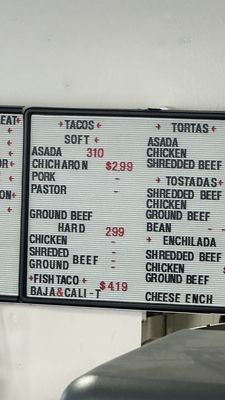 EAT
TACOS
SOFT
ASADA 310
CHICHARON $2.99
PORK -
PASTOR -
GROUND BEEF
HARD 299
CHICKEN -
SHREDED -
GROUND BEEF -
FISH TACO $4.19
BAJA&CALI-T
TORTAS
ASADA
CHICKEN
SHREDDED BEEF
TOSTADAS
SHREDDED BEEF
CHICKEN
GROUND BEEF
BEAN - -
ENCHILADA
SHREDDED BEEF
CHICKEN
GROUND BEEF
CHEESE ENCH